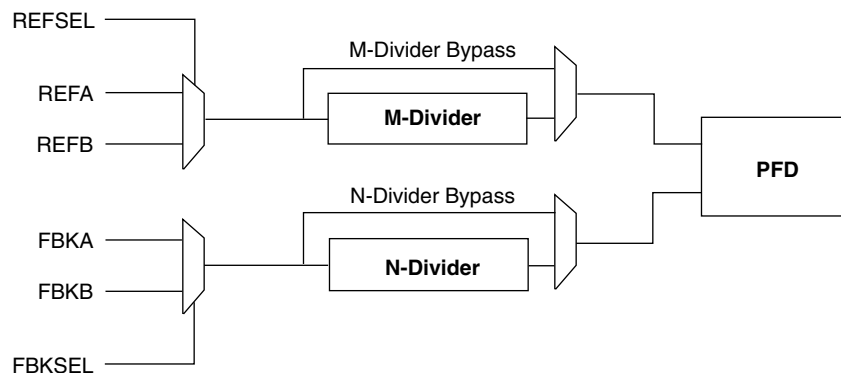 REFSEL
M-Divider Bypass
REFA
M-Divider
REFB
PFD
N-Divider Bypass
FBKA
N-Divider
FBKB
FBKSEL